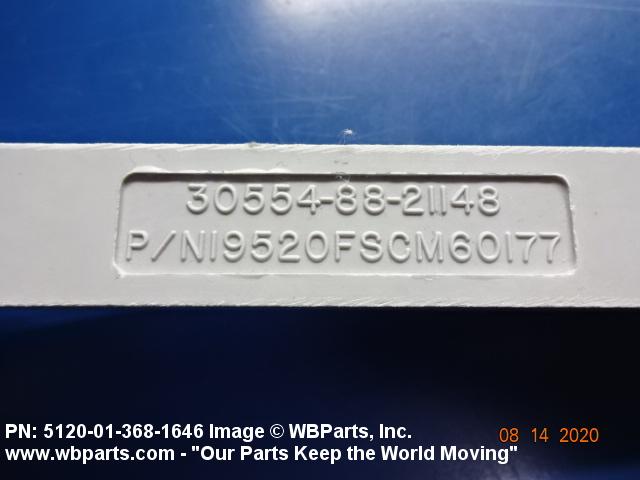 30554-88-21148
P/N19520FSCM60177
PN: 5120-01-368-1646 Image © WBParts, Inc.
08 14 2020
www.wbparts.com - "Our Parts Keep the World Moving"